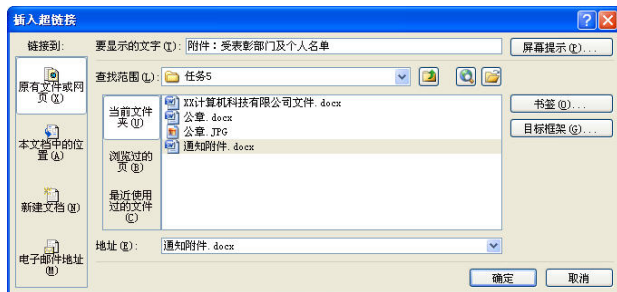 插入超链接
链接到:
要显示的文字(T): 附件：受表彰部门及个人名单
屏幕提示(P)...
原有文件或网页(X)
查找范围(L): 任务5
当前文件夹(U)
XX计算机科技有限公司文件.docx
公章.docx
公章.JPG
通知附件.docx
书签(O)...
目标框架(G)...
本文档中的位置(A)
浏览过的页(B)
新建文档(N)
最近使用过的文件(C)
电子邮件地址(M)
地址(E): 通知附件.docx
确定
取消